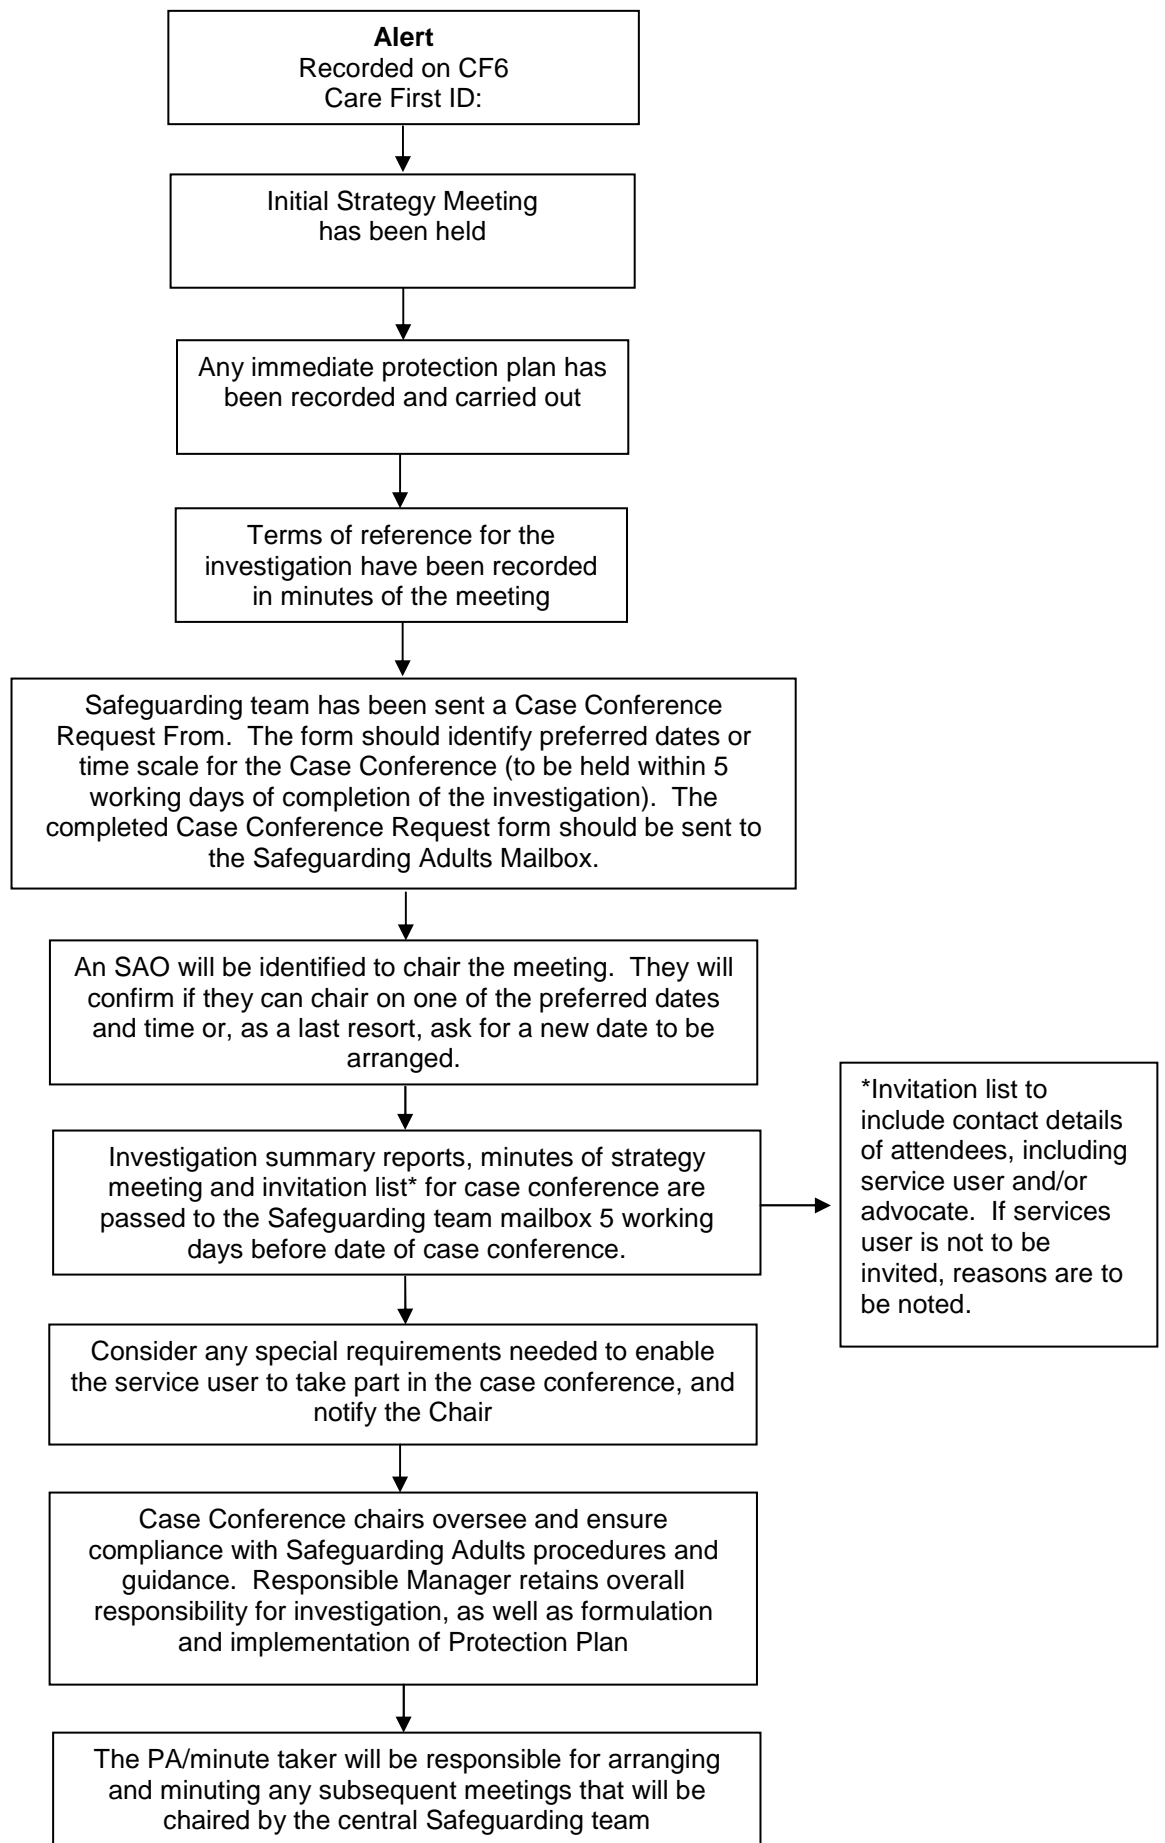 Alert
Recorded on CF6
Care First ID:
Initial Strategy Meeting
has been held
Any immediate protection plan has
been recorded and carried out
Terms of reference for the
investigation have been recorded
in minutes of the meeting
Safeguarding team has been sent a Case Conference
Request From.  The form should identify preferred dates or
time scale for the Case Conference (to be held within 5
working days of completion of the investigation).  The
completed Case Conference Request form should be sent to
the Safeguarding Adults Mailbox.
An SAO will be identified to chair the meeting.  They will
confirm if they can chair on one of the preferred dates
and time or, as a last resort, ask for a new date to be
arranged.
Investigation summary reports, minutes of strategy
meeting and invitation list* for case conference are
passed to the Safeguarding team mailbox 5 working
days before date of case conference.
*Invitation list to
include contact details
of attendees, including
service user and/or
advocate.  If services
user is not to be
invited, reasons are to
be noted.
Consider any special requirements needed to enable
the service user to take part in the case conference, and
notify the Chair
Case Conference chairs oversee and ensure
compliance with Safeguarding Adults procedures and
guidance.  Responsible Manager retains overall
responsibility for investigation, as well as formulation
and implementation of Protection Plan
The PA/minute taker will be responsible for arranging
and minuting any subsequent meetings that will be
chaired by the central Safeguarding team